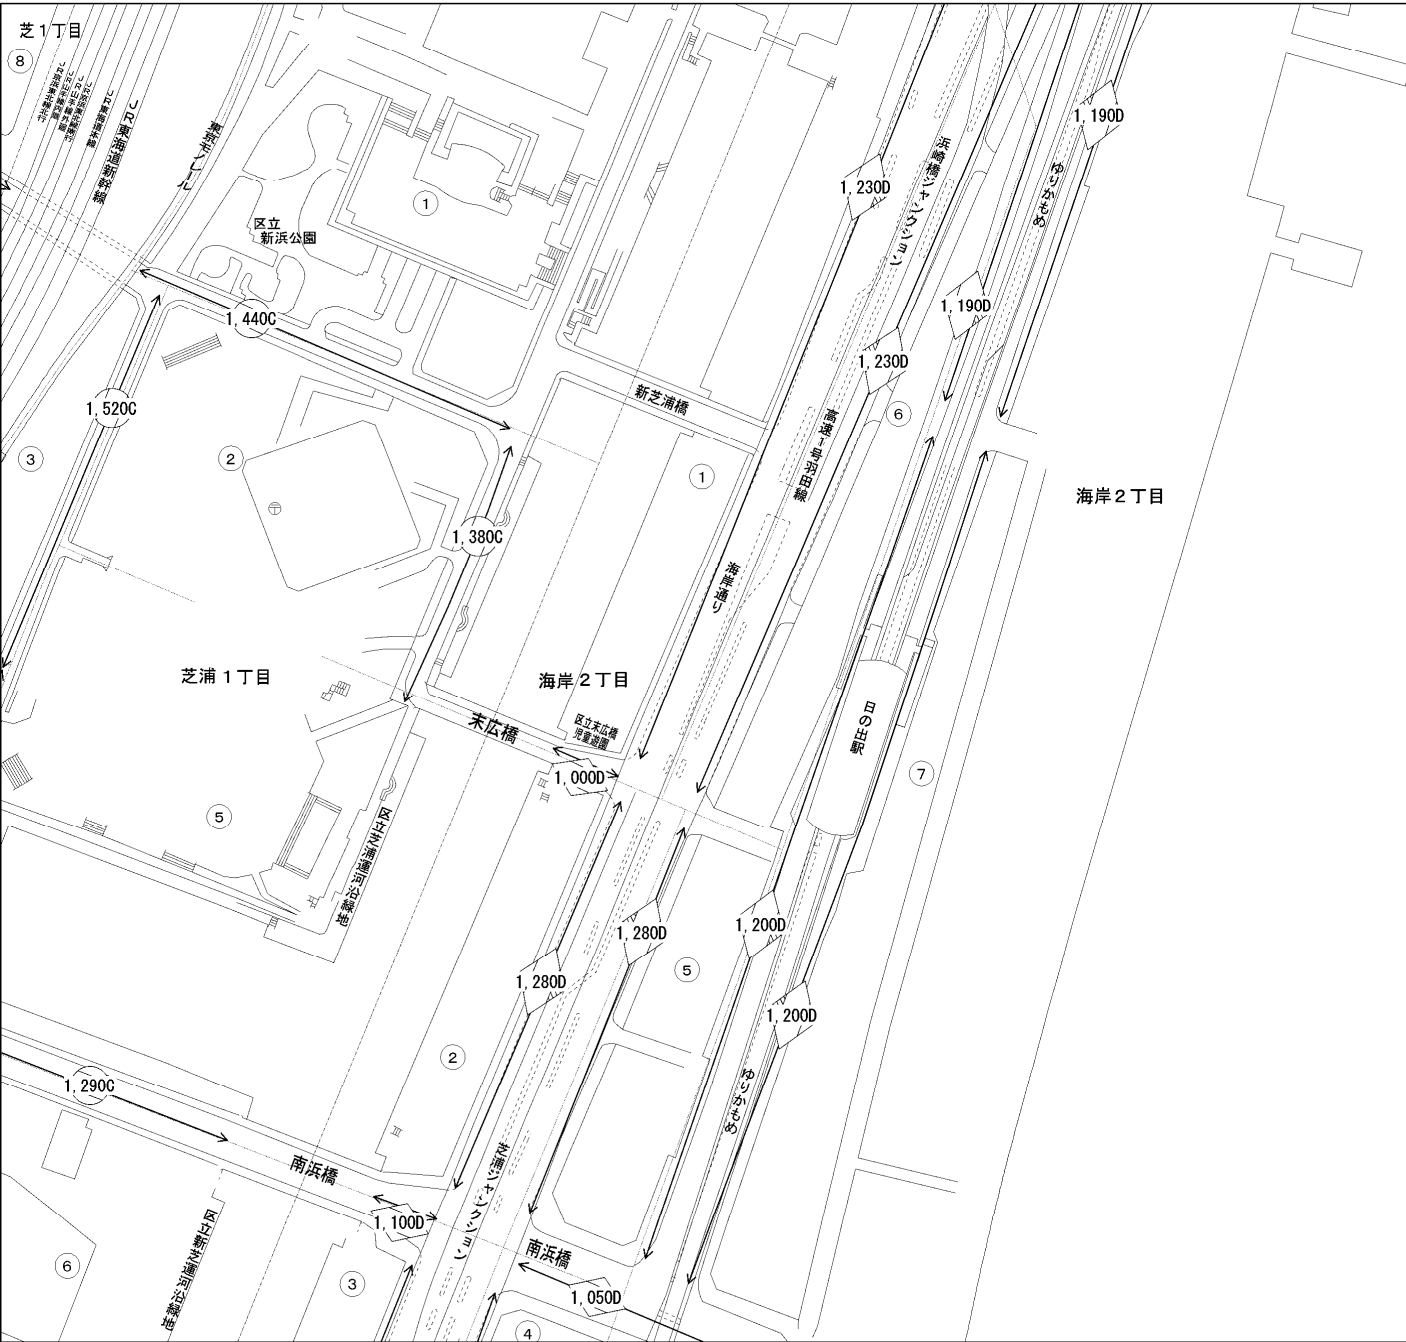 芝1丁目
8
JR東海道本線
JR東海道新幹線
東京モノレール
区立
新浜公園
1
1,440C
1,520C
3
2
1,380C
1,230D
浜崎橋ジャンクション
1,190D
ゆりかもめ
1,190D
1,230D
6
新芝浦橋
1
高速1号羽田線
海岸2丁目
海岸通り
芝浦1丁目
海岸2丁目
末広橋
区立末広橋
児童遊園
1,000D
日の出駅
7
5
区立芝浦運河沿緑地
1,280D
1,200D
5
1,280D
1,200D
2
1,290C
ゆりかもめ
南浜橋
芝浦ジャンクション
1,100D
南浜橋
6
区立新芝運河沿緑地
3
1,050D
4